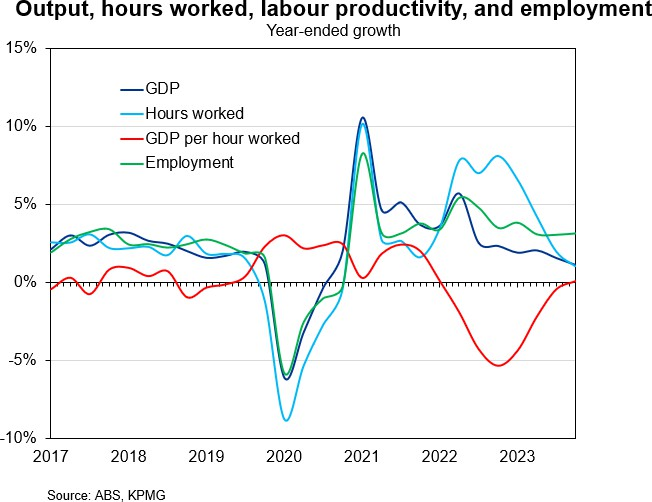 Output, hours worked, labour productivity, and employment
Year-ended growth
15%
GDP
Hours worked
10%
GDP per hour worked
Employment
5%
0%
-5%
-10%
2017 2018 2019 2020 2021 2022 2023
Source: ABS, KPMG